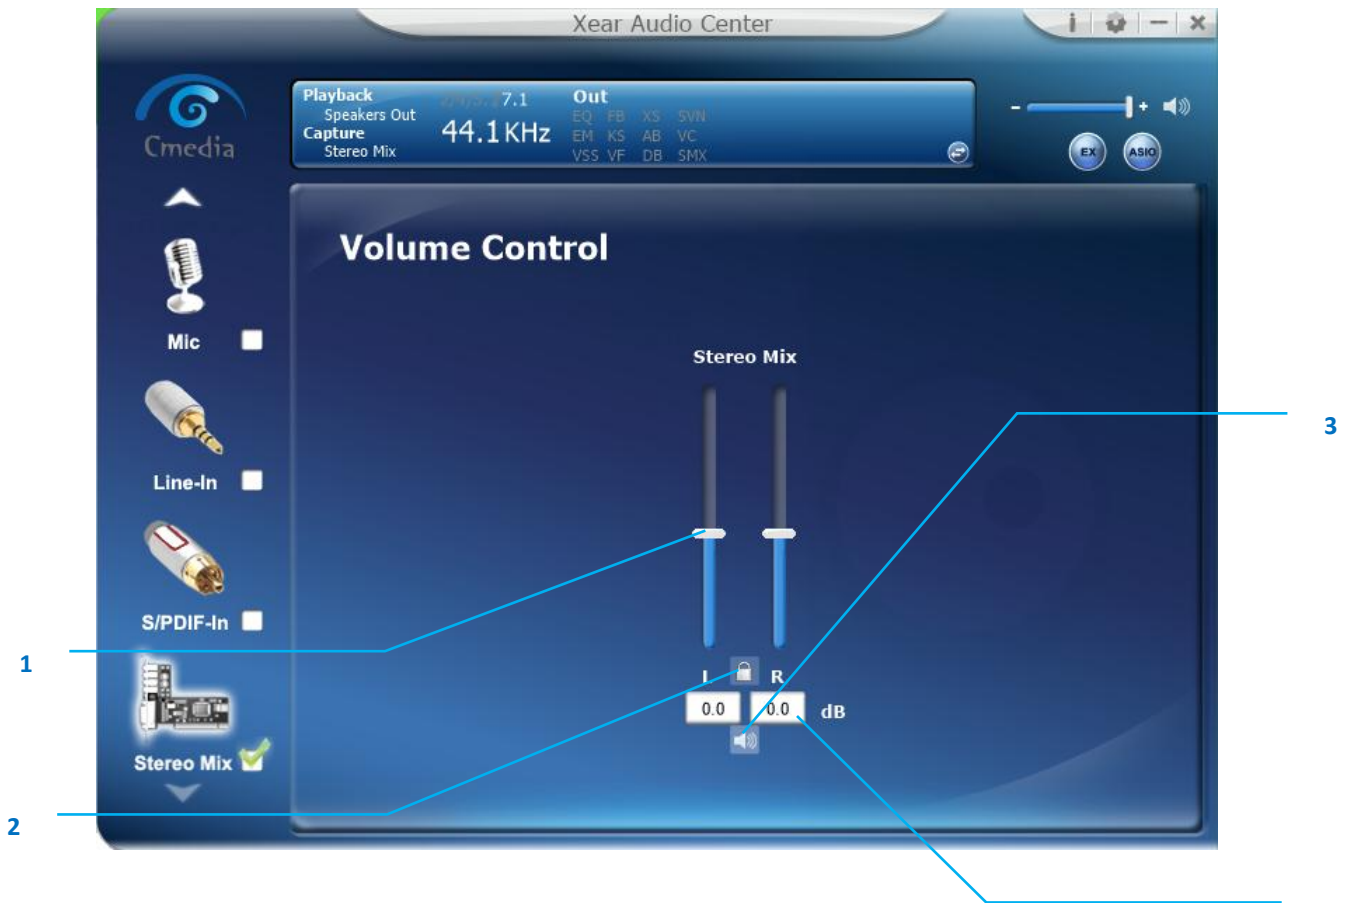 Xear Audio Center
i
Cmedia
Playback
Speakers Out
Capture
Stereo Mix
7.1
44.1KHz
Out
EQ FB XS SVN
EM KS AB VC
VSS VF DB SMX
- +
EX ASIO
Volume Control
Mic
Line-In
S/PDIF-In
Stereo Mix
Stereo Mix
L R
0.0 0.0 dB
1
2
3